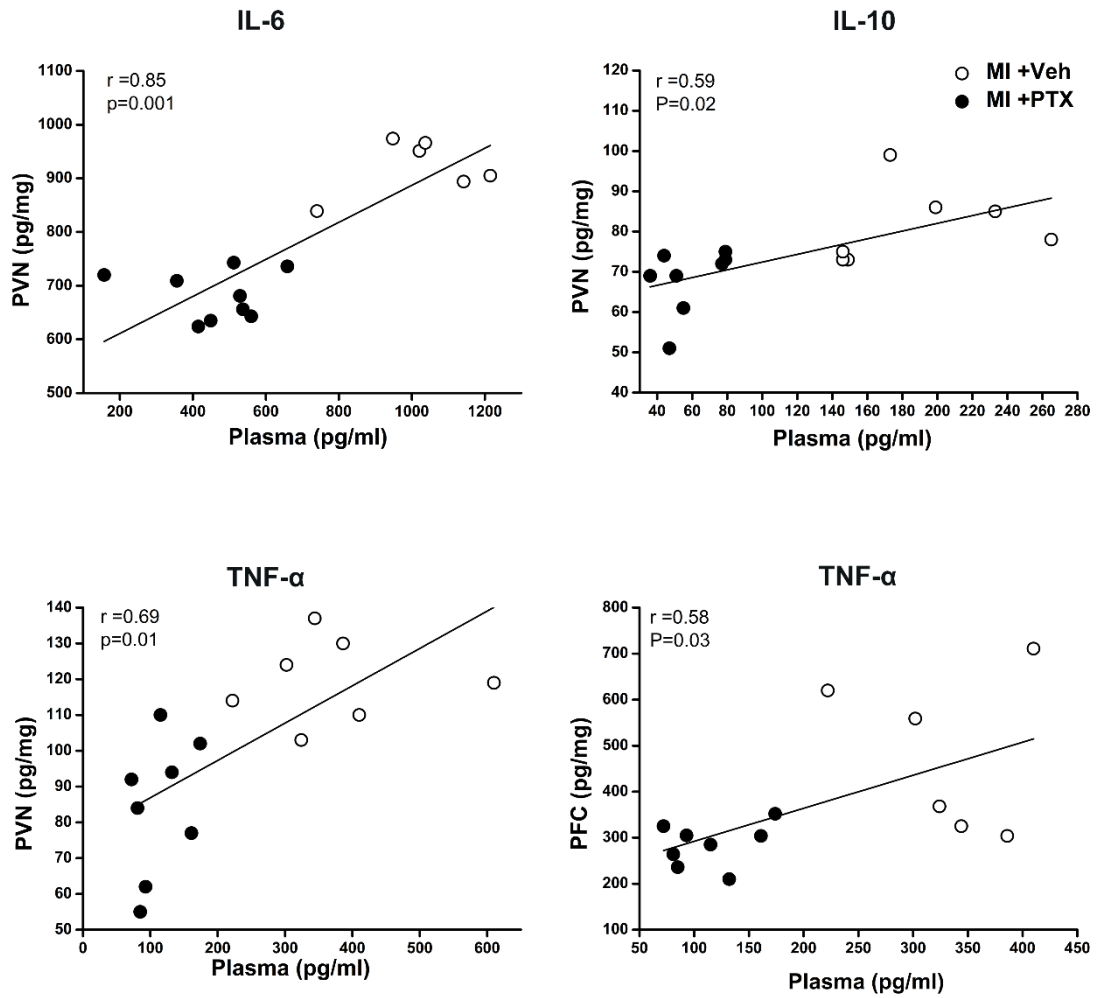 IL-6
r =0.85
p=0.001
1100
1000
900
800
700
600
500
PVN (pg/mg)
200 400 600 800 1000 1200
Plasma (pg/ml)
IL-10
r =0.59
P=0.02
MI +Veh
MI +PTX
120
110
100
90
80
70
60
50
40
PVN (pg/mg)
40 60 80 100 120 140 160 180 200 220 240 260 280
Plasma (pg/ml)
TNF-α
r =0.69
p=0.01
140
130
120
110
100
90
80
70
60
50
PVN (pg/mg)
0 100 200 300 400 500 600
Plasma (pg/ml)
TNF-α
r =0.58
P=0.03
800
700
600
500
400
300
200
100
PFC (pg/mg)
50 100 150 200 250 300 350 400 450
Plasma (pg/ml)